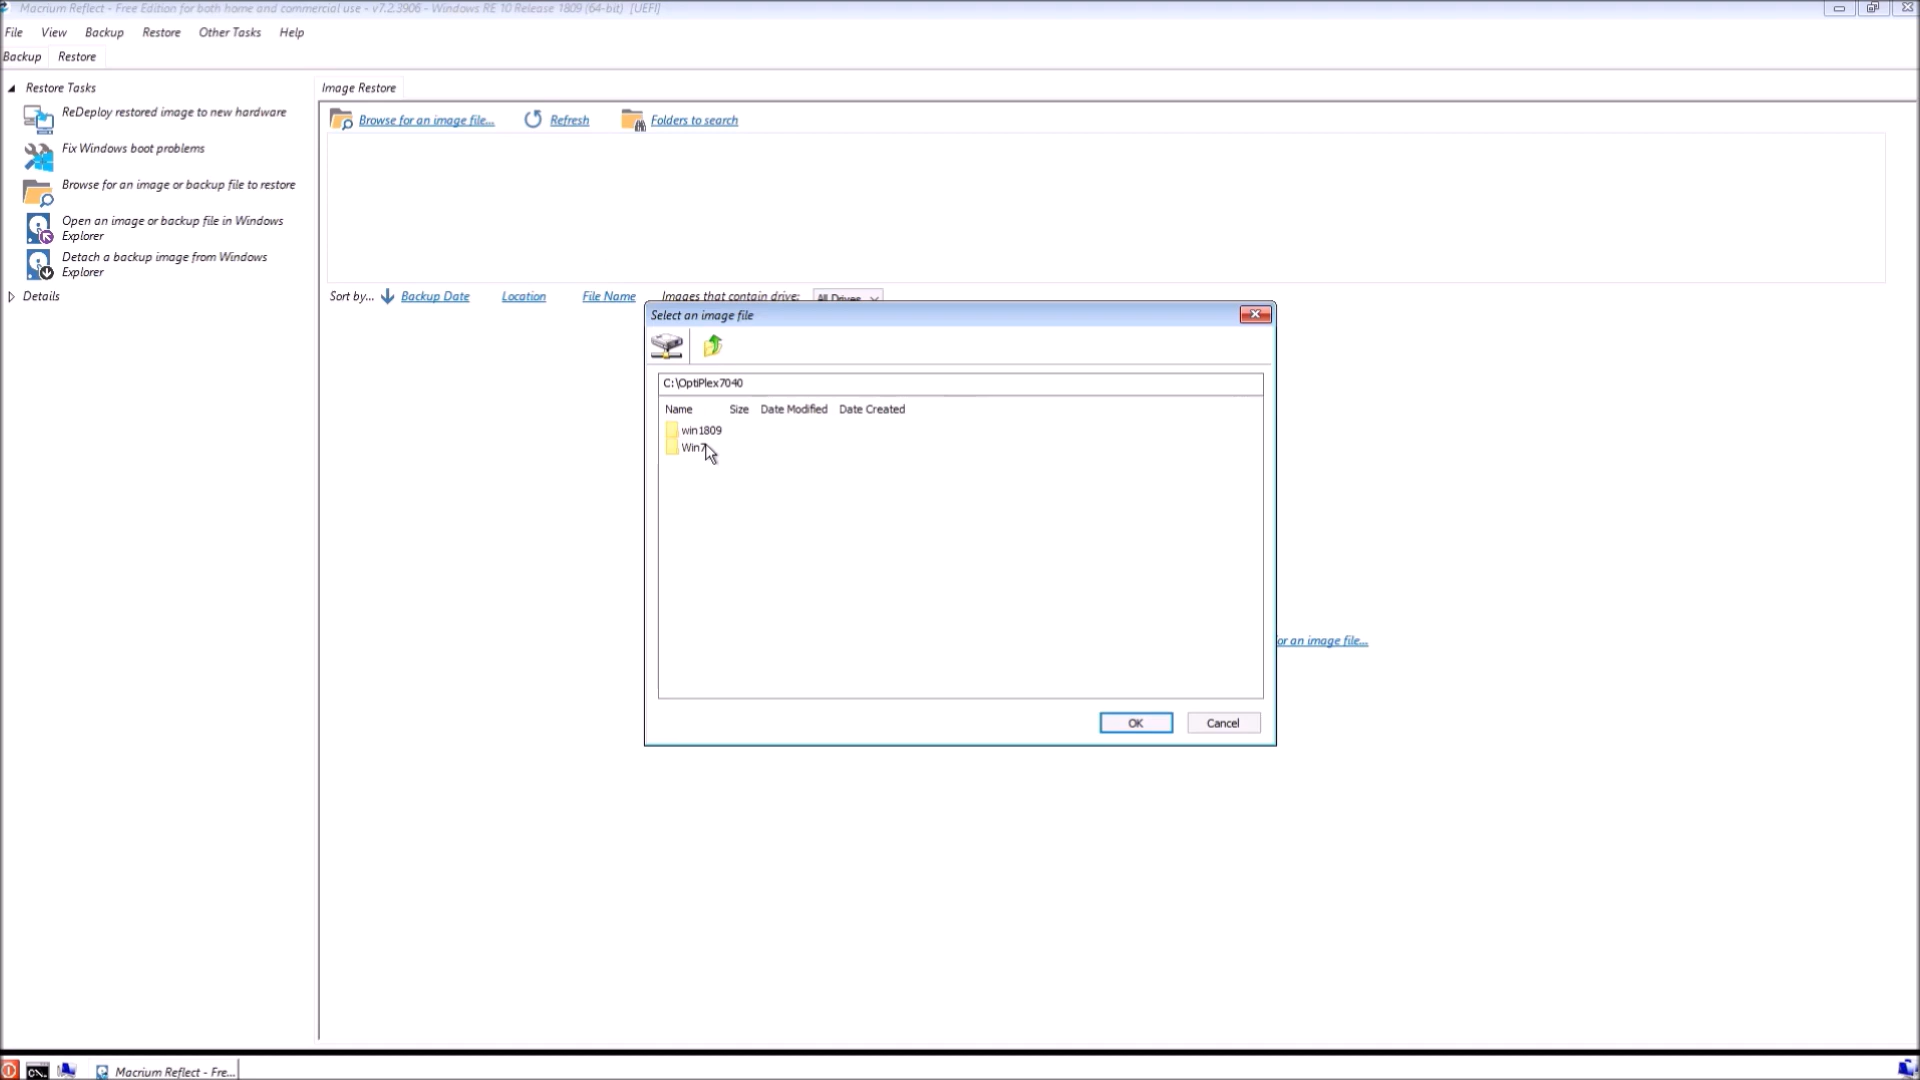 Macrium Reflect - Free Edition for both home and commercial use - v7.2.3906 - Windows RE 10 Release 1809 (64-bit) [UEFI]
File View Backup Restore Other Tasks Help
Backup Restore
Restore Tasks
ReDeploy restored image to new hardware
Fix Windows boot problems
Browse for an image or backup file to restore
Open an image or backup file in Windows
Explorer
Detach a backup image from Windows
Explorer
Details
Image Restore
Browse for an image file... Refresh Folders to search
Sort by... Backup Date Location File Name Images that contain drive: All Drives
Select an image file
C:\OptiPlex7040
Name Size Date Modified Date Created
win1809
Win7
or an image file...
OK Cancel
C:\.
Macrium Reflect - Fre...